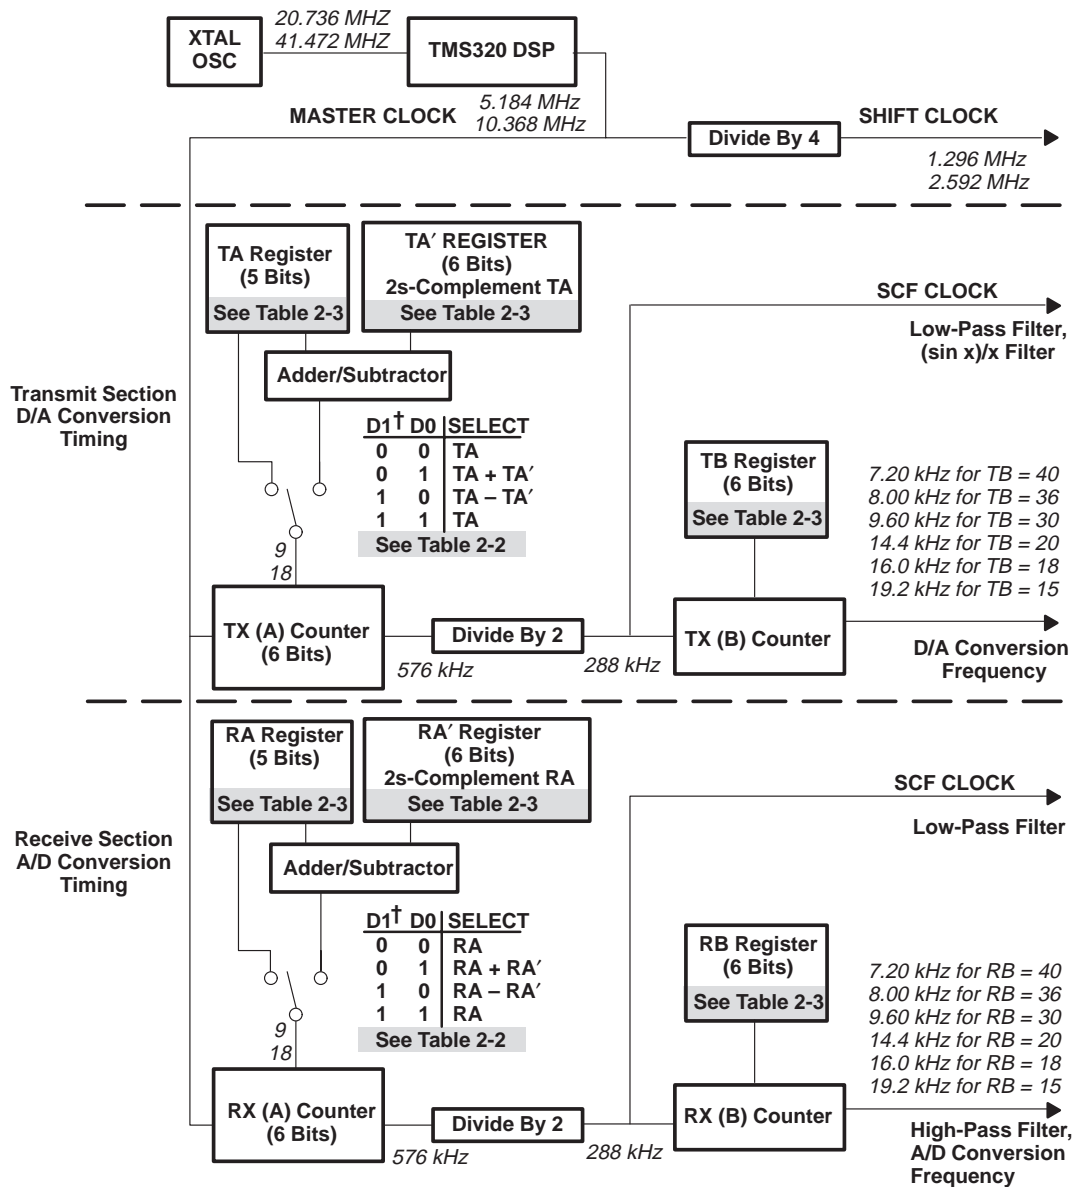 XTAL
OSC
20.736 MHZ
41.472 MHZ
TMS320 DSP
MASTER CLOCK
5.184 MHz
10.368 MHz
Divide By 4
SHIFT CLOCK
1.296 MHz
2.592 MHz
Transmit Section
D/A Conversion
Timing
TA Register
(5 Bits)
See Table 2-3
TA′ REGISTER
(6 Bits)
2s-Complement TA
See Table 2-3
Adder/Subtractor
D1† D0 SELECT
0 0 TA
0 1 TA + TA′
1 0 TA – TA′
1 1 TA
See Table 2-2
9
18
TX (A) Counter
(6 Bits)
576 kHz
Divide By 2
288 kHz
SCF CLOCK
Low-Pass Filter,
(sin x)/x Filter
TB Register
(6 Bits)
See Table 2-3
TX (B) Counter
7.20 kHz for TB = 40
8.00 kHz for TB = 36
9.60 kHz for TB = 30
14.4 kHz for TB = 20
16.0 kHz for TB = 18
19.2 kHz for TB = 15
D/A Conversion
Frequency
Receive Section
A/D Conversion
Timing
RA Register
(5 Bits)
See Table 2-3
RA′ Register
(6 Bits)
2s-Complement RA
See Table 2-3
Adder/Subtractor
D1† D0 SELECT
0 0 RA
0 1 RA + RA′
1 0 RA – RA′
1 1 RA
See Table 2-2
9
18
RX (A) Counter
(6 Bits)
576 kHz
Divide By 2
288 kHz
SCF CLOCK
Low-Pass Filter
RB Register
(6 Bits)
See Table 2-3
RX (B) Counter
7.20 kHz for RB = 40
8.00 kHz for RB = 36
9.60 kHz for RB = 30
14.4 kHz for RB = 20
16.0 kHz for RB = 18
19.2 kHz for RB = 15
High-Pass Filter,
A/D Conversion
Frequency